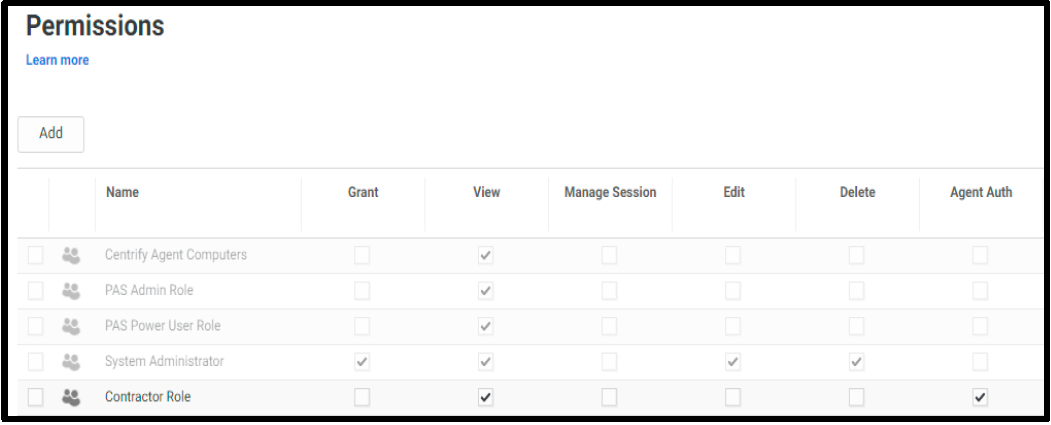 Permissions
Learn more
Add
Name Grant View Manage Session Edit Delete Agent Auth
Centrify Agent Computers
PAS Admin Role
PAS Power User Role
System Administrator
Contractor Role